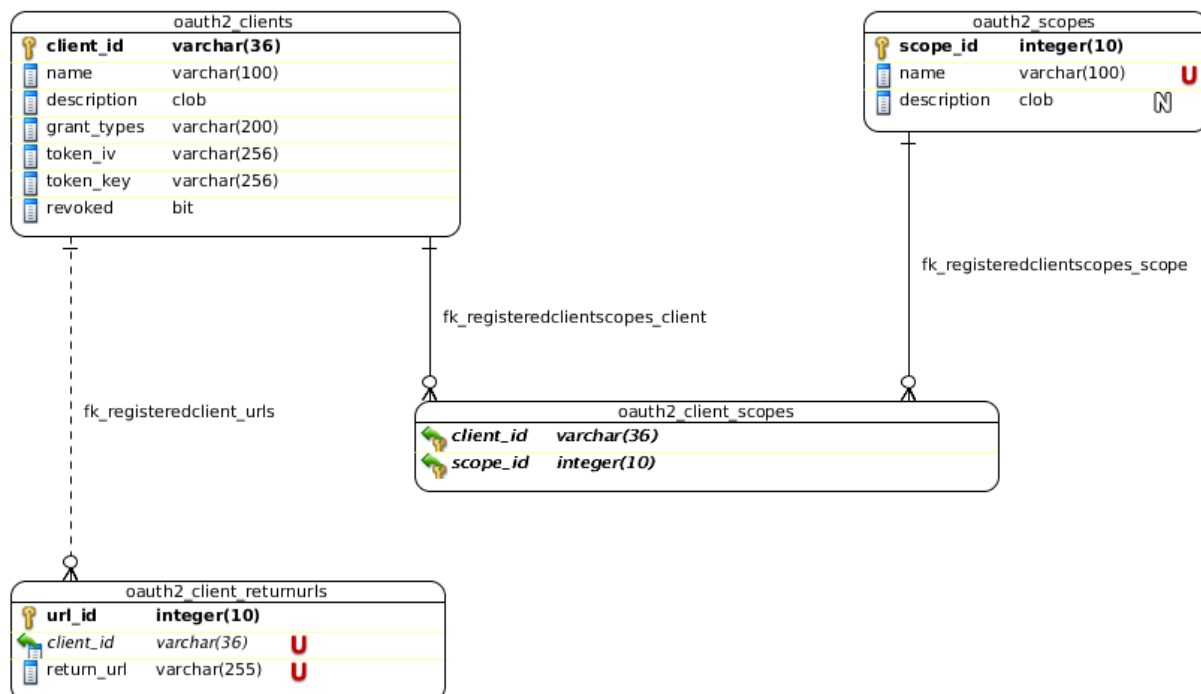 oauth2_clients
client_id varchar(36)
name varchar(100)
description clob
grant_types varchar(200)
token_iv varchar(256)
token_key varchar(256)
revoked bit
oauth2_scopes
scope_id integer(10)
name varchar(100) U
description clob N
fk_registeredclientscopes_scope
fk_registeredclientscopes_client
fk_registeredclient_urls
oauth2_client_scopes
client_id varchar(36)
scope_id integer(10)
oauth2_client_returnurls
url_id integer(10)
client_id varchar(36) U
return_url varchar(255) U